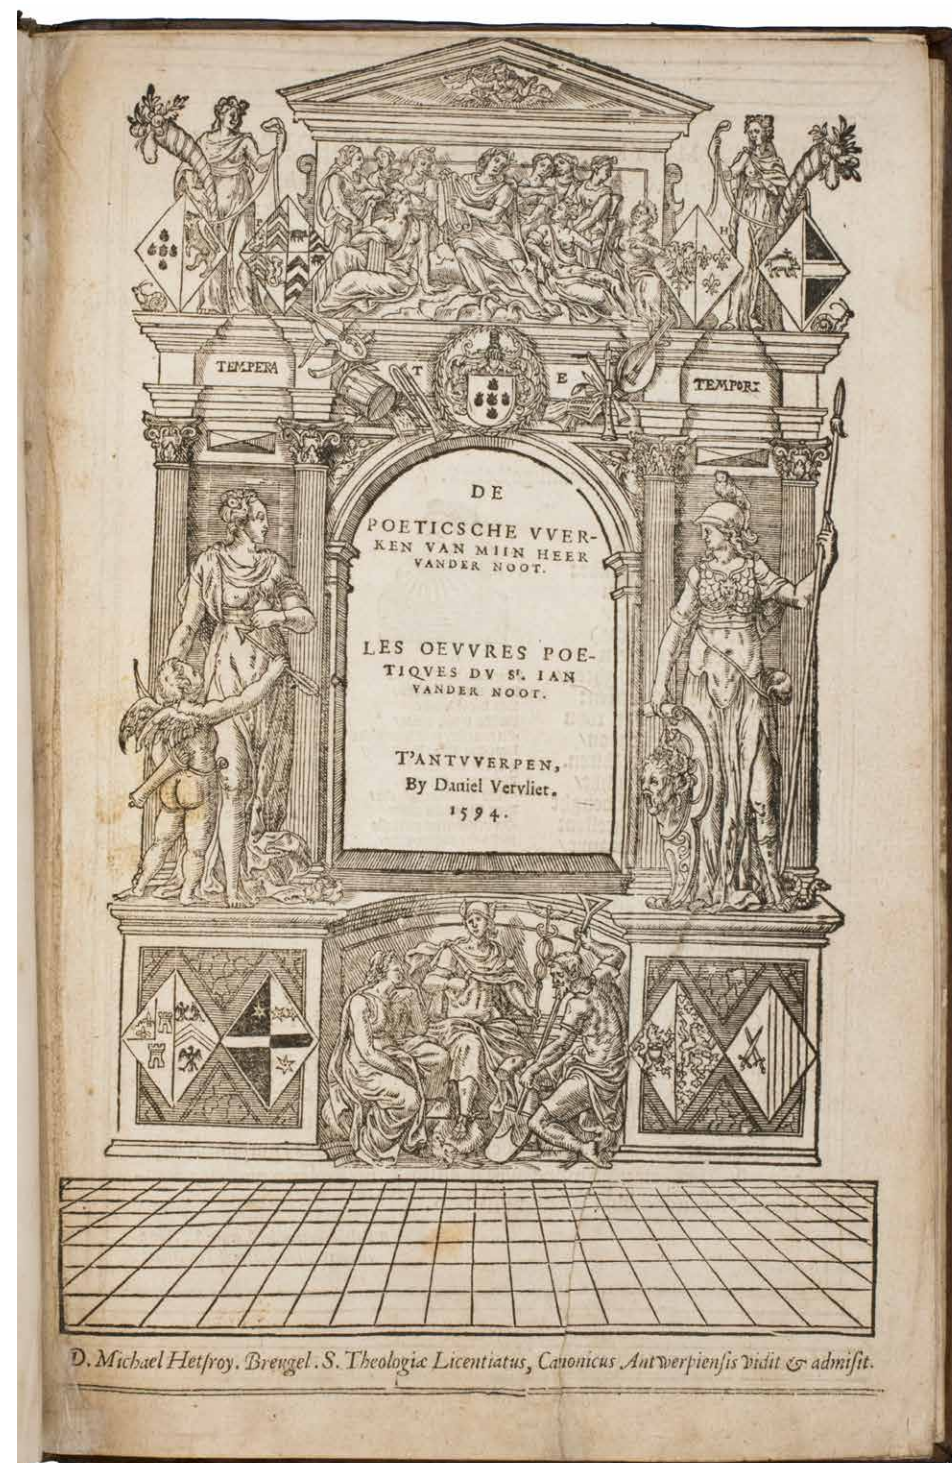 TEMPERA
T E
TEMPORI
DE
POETICSCHE VVER-
KEN VAN MIIN HEER
VANDER NOOT.
LES OEVVRES POE-
TIQVES DV Sr. IAN
VANDER NOOT.
T'ANTVVERPEN,
By Daniel Vervliet.
1594.
D. Michael Hetſroy. Breugel. S. Theologiæ Licentiatus, Canonicus Antwerpienſis vidit & admiſit.